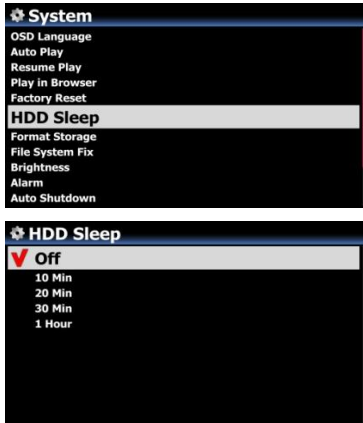 System
OSD Language
Auto Play
Resume Play
Play in Browser
Factory Reset
HDD Sleep
Format Storage
File System Fix
Brightness
Alarm
Auto Shutdown
HDD Sleep
Off
10 Min
20 Min
30 Min
1 Hour